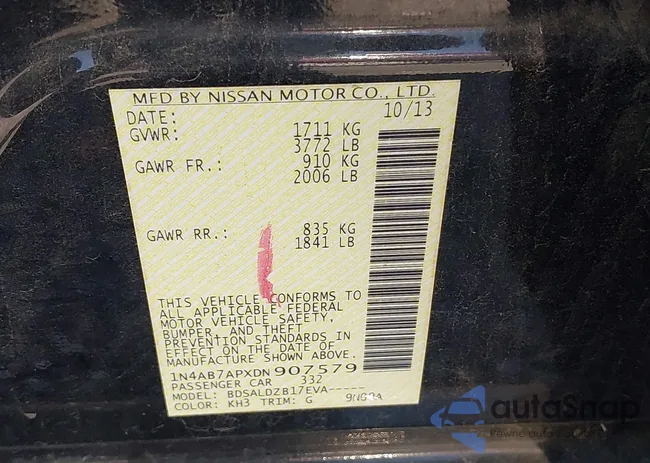 MFD BY NISSAN MOTOR CO., LTD.
DATE: 10/13
GVWR: 1711 KG
3772 LB
GAWR FR.: 910 KG
2006 LB
GAWR RR.: 835 KG
1841 LB
THIS VEHICLE CONFORMS TO
ALL APPLICABLE FEDERAL
MOTOR VEHICLE SAFETY,
BUMPER, AND THEFT
PREVENTION STANDARDS IN
EFFECT ON THE DATE OF
MANUFACTURE SHOWN ABOVE.
1N4AB7APXDN907579
PASSENGER CAR 332
MODEL: BDSALDZB17EVA-----
COLOR: KH3 TRIM: G
autoSnap